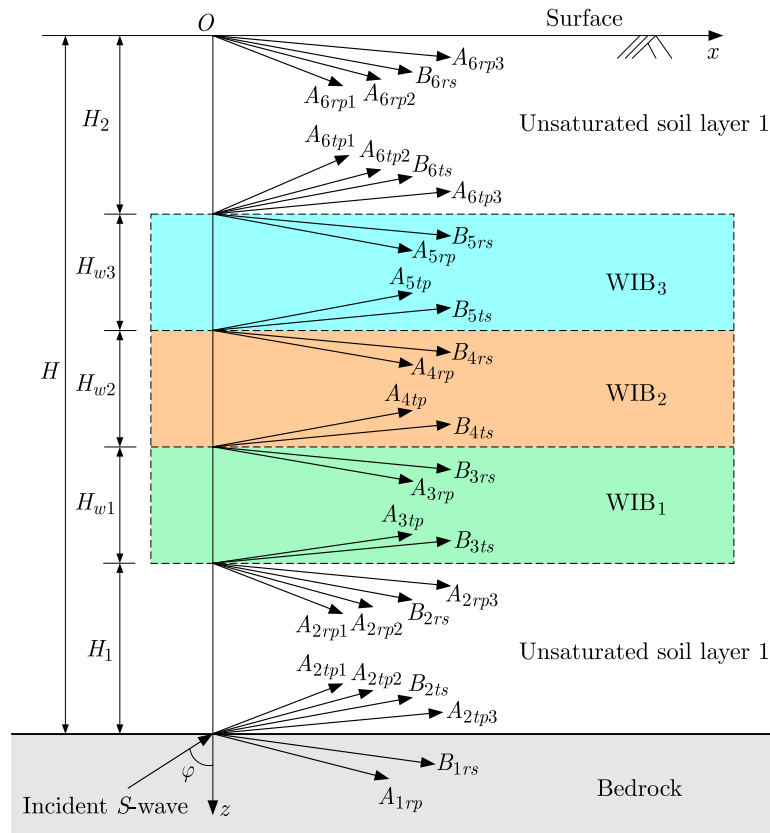 O
Surface
x
A6rp3
B6rs
A6rp2
A6rp1
H2
Unsaturated soil layer 1
A6tp1
A6tp2
B6ts
A6tp3
B5rs
A5rp
Hw3
A5tp
WIB3
B5ts
B4rs
H
Hw2
A4rp
A4tp
WIB2
B4ts
B3rs
A3rp
Hw1
WIB1
A3tp
B3ts
A2rp3
B2rs
A2rp2
A2rp1
H1
Unsaturated soil layer 1
A2tp1
A2tp2
B2ts
A2tp3
φ
B1rs
A1rp
Bedrock
Incident S-wave
z